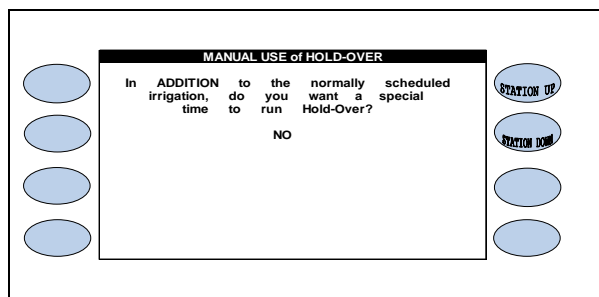 MANUAL USE of HOLD-OVER
In ADDITION to the normally scheduled
irrigation, do you want a special
time to run Hold-Over?
NO
STATION UP
STATION DOWN